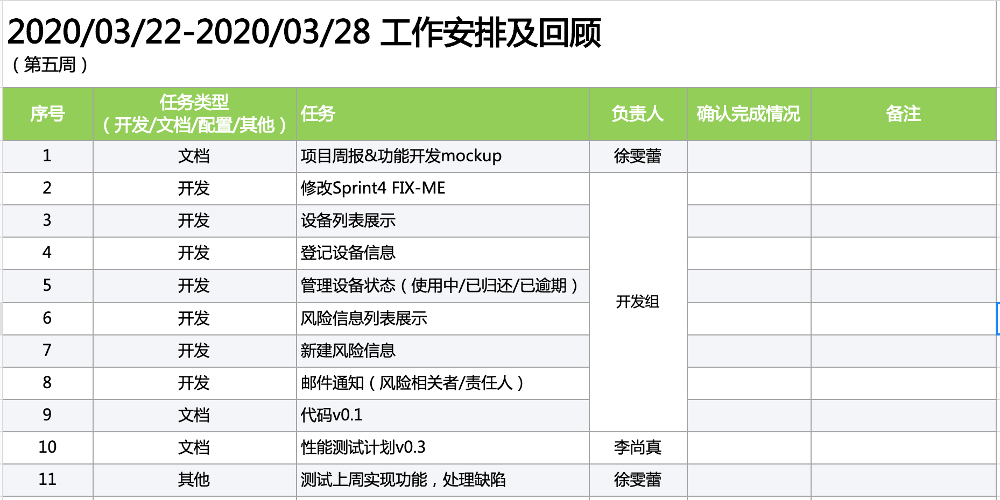 2020/03/22-2020/03/28 工作安排及回顾
（第五周）
序号 任务类型（开发/文档/配置/其他） 任务 负责人 确认完成情况 备注
1 文档 项目周报&功能开发mockup 徐雯蕾
2 开发 修改Sprint4 FIX-ME
3 开发 设备列表展示
4 开发 登记设备信息
5 开发 管理设备状态（使用中/已归还/已逾期） 开发组
6 开发 风险信息列表展示
7 开发 新建风险信息
8 开发 邮件通知（风险相关者/责任人）
9 文档 代码v0.1
10 文档 性能测试计划v0.3 李尚真
11 其他 测试上周实现功能，处理缺陷 徐雯蕾